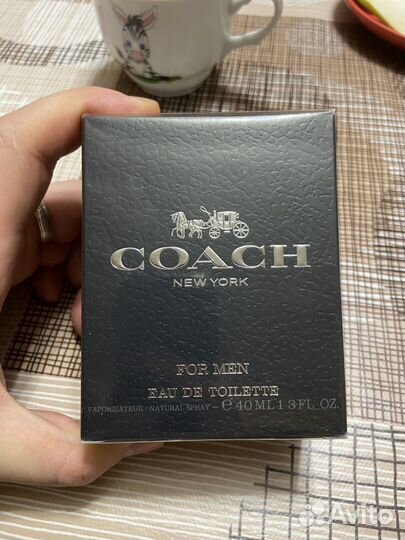 COACH
NEW YORK
FOR MEN
EAU DE TOILETTE
VAPORISATEUR / NATURAL SPRAY – ℮ 40 ML 1 3 FL. OZ.
Avito